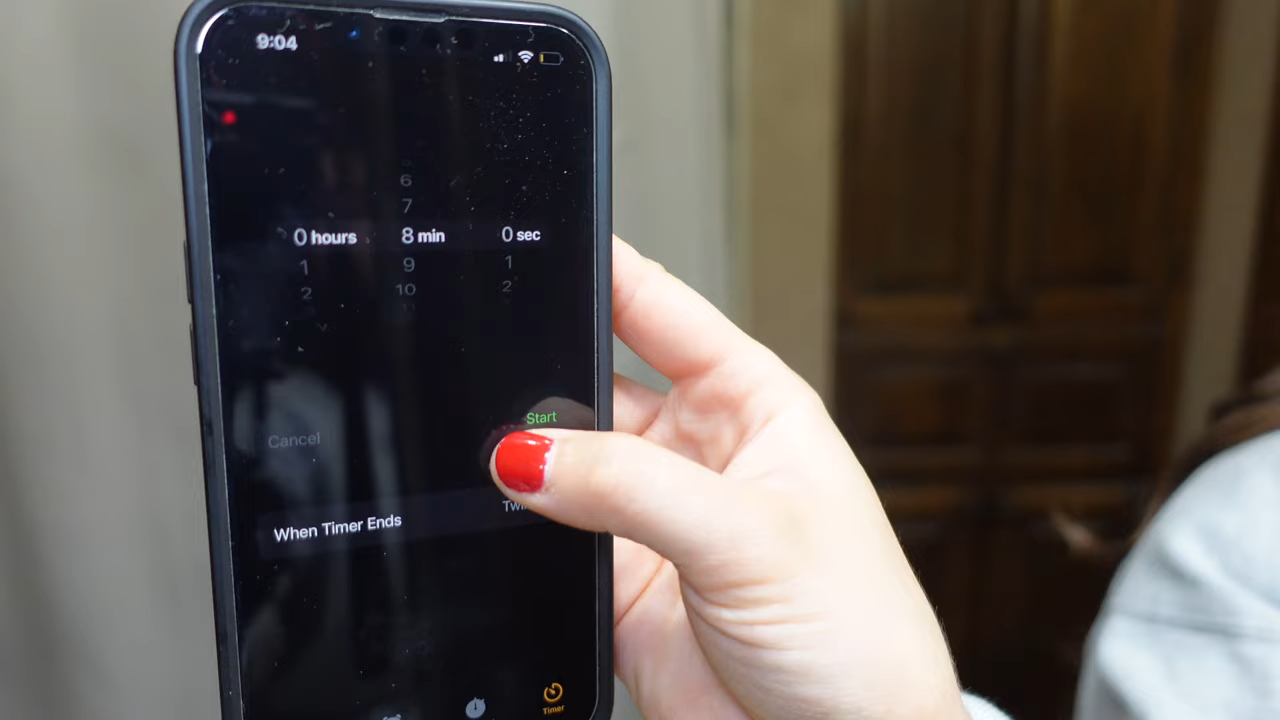 9:04
6
7
0 hours 8 min 0 sec
1 9 1
2 10 2
Start
Cancel
When Timer Ends
Timer